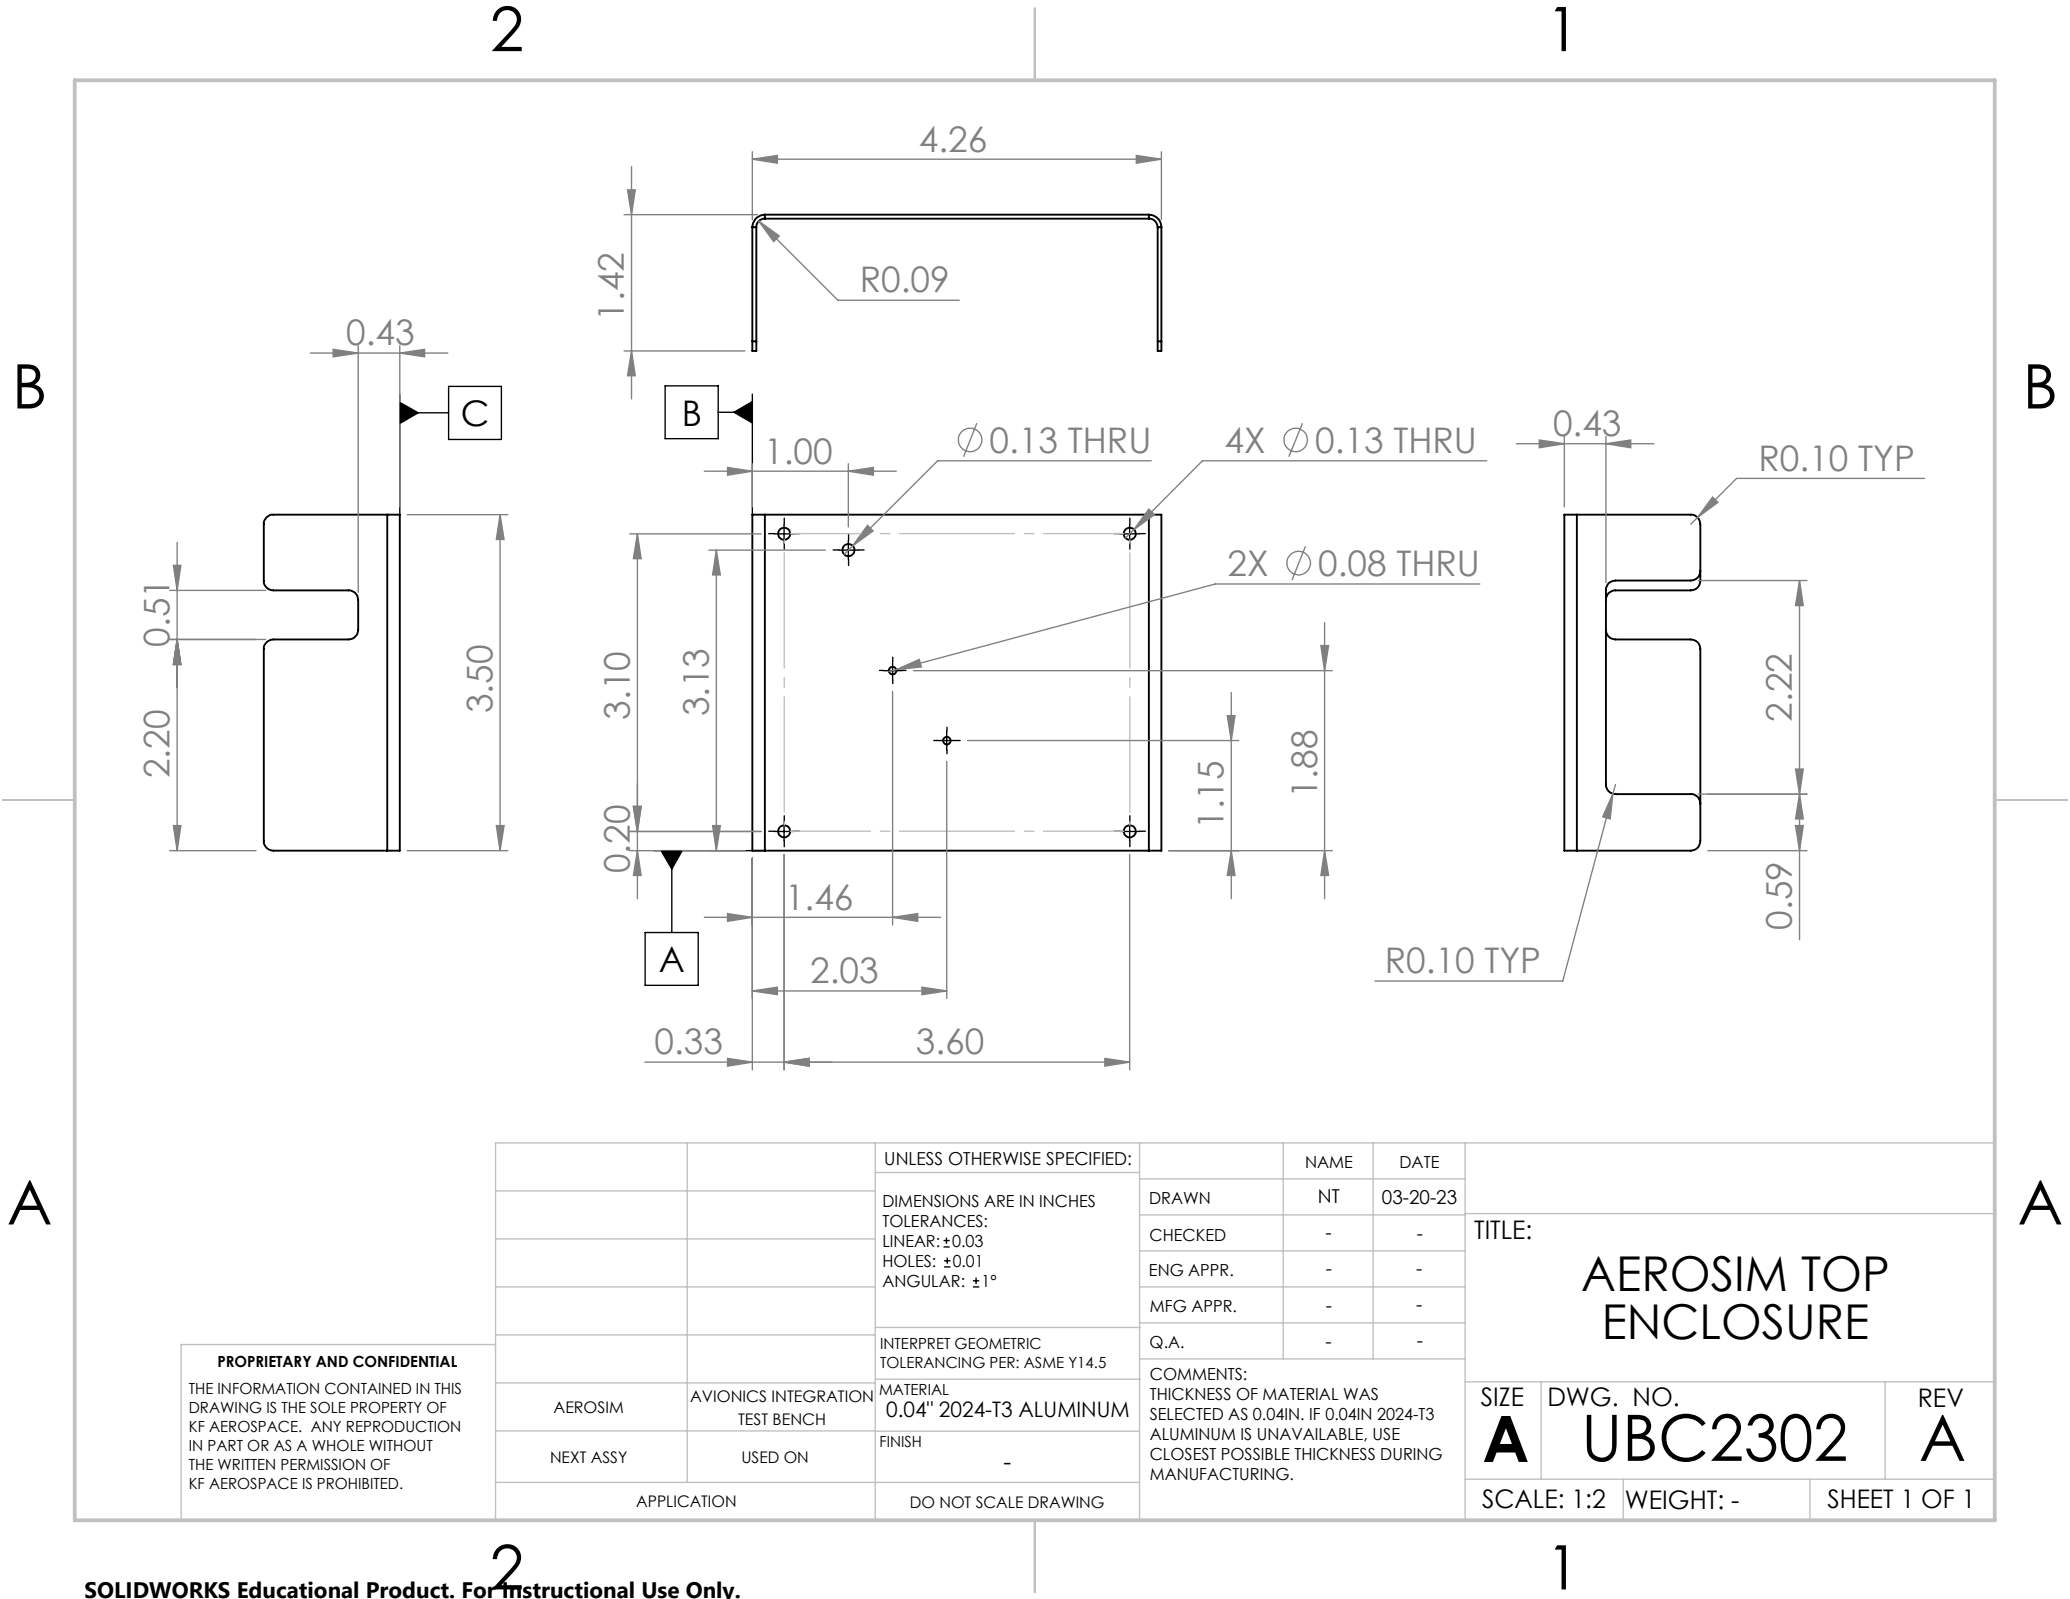 2
1
4.26
1.42
R0.09
0.43
C
B
B
B
1.00
Ø0.13 THRU
4X Ø0.13 THRU
0.43
R0.10 TYP
2X Ø0.08 THRU
0.51
2.20
3.50
3.10
3.13
0.20
1.15
1.88
2.22
0.59
1.46
A
2.03
R0.10 TYP
0.33
3.60
A
A
UNLESS OTHERWISE SPECIFIED:
DIMENSIONS ARE IN INCHES
TOLERANCES:
LINEAR:±0.03
HOLES: ±0.01
ANGULAR: ±1°
INTERPRET GEOMETRIC
TOLERANCING PER: ASME Y14.5
MATERIAL
0.04" 2024-T3 ALUMINUM
FINISH
-
DO NOT SCALE DRAWING
NAME DATE
DRAWN NT 03-20-23
CHECKED - -
ENG APPR. - -
MFG APPR. - -
Q.A. - -
COMMENTS:
THICKNESS OF MATERIAL WAS
SELECTED AS 0.04IN. IF 0.04IN 2024-T3
ALUMINUM IS UNAVAILABLE, USE
CLOSEST POSSIBLE THICKNESS DURING
MANUFACTURING.
TITLE:
AEROSIM TOP
ENCLOSURE
SIZE
A
DWG. NO.
UBC2302
REV
A
SCALE: 1:2 WEIGHT: - SHEET 1 OF 1
PROPRIETARY AND CONFIDENTIAL
THE INFORMATION CONTAINED IN THIS
DRAWING IS THE SOLE PROPERTY OF
KF AEROSPACE. ANY REPRODUCTION
IN PART OR AS A WHOLE WITHOUT
THE WRITTEN PERMISSION OF
KF AEROSPACE IS PROHIBITED.
AEROSIM
AVIONICS INTEGRATION
TEST BENCH
NEXT ASSY
USED ON
APPLICATION
2
1
SOLIDWORKS Educational Product. For Instructional Use Only.